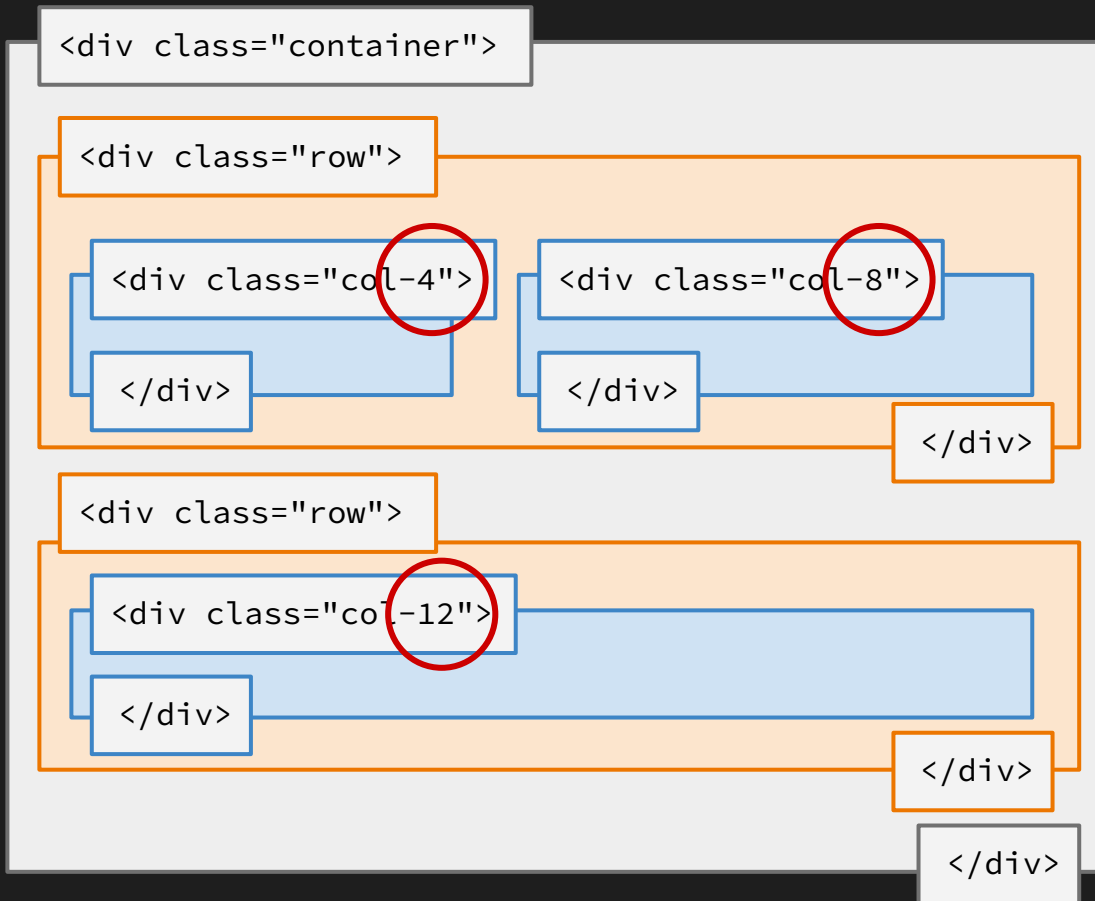 <div class="container">
<div class="row">
<div class="col-4"> <div class="col-8">
</div> </div>
</div>
<div class="row">
<div class="col-12">
</div>
</div>
</div>